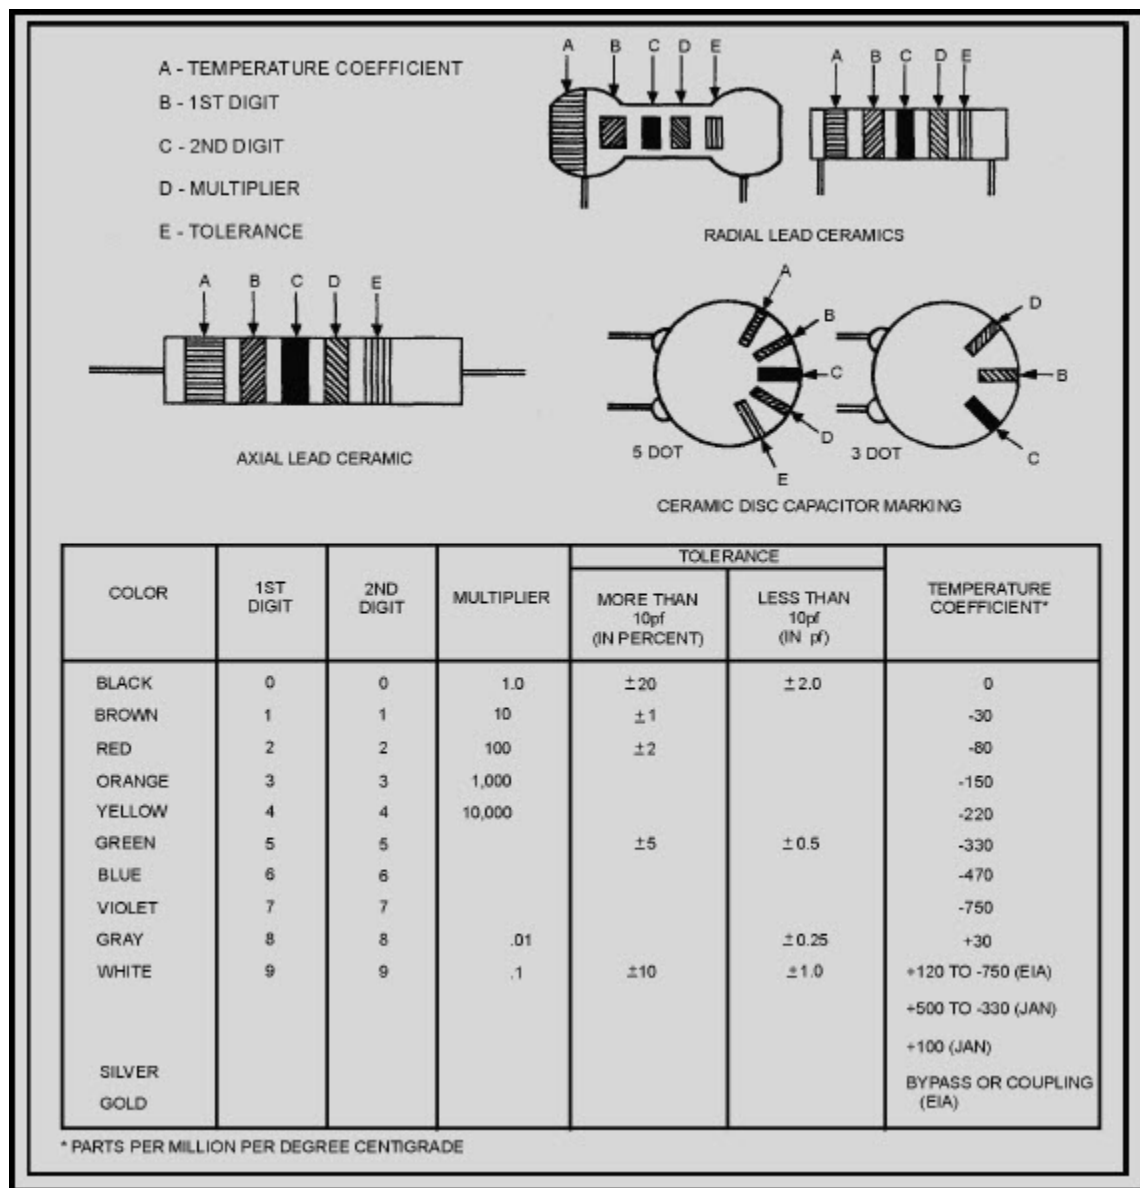 A - TEMPERATURE COEFFICIENT
B - 1ST DIGIT
C - 2ND DIGIT
D - MULTIPLIER
E - TOLERANCE
A B C D E
A B C D E
RADIAL LEAD CERAMICS
A B C D E
AXIAL LEAD CERAMIC
A
B
C
D
E
5 DOT
D
B
C
3 DOT
CERAMIC DISC CAPACITOR MARKING
COLOR
1ST
DIGIT
2ND
DIGIT
MULTIPLIER
TOLERANCE
MORE THAN
10pf
(IN PERCENT)
LESS THAN
10pf
(IN pf)
TEMPERATURE
COEFFICIENT*
BLACK 0 0 1.0 ±20 ±2.0 0
BROWN 1 1 10 ±1 -30
RED 2 2 100 ±2 -80
ORANGE 3 3 1,000 -150
YELLOW 4 4 10,000 -220
GREEN 5 5 ±5 ±0.5 -330
BLUE 6 6 -470
VIOLET 7 7 -750
GRAY 8 8 .01 ±0.25 +30
WHITE 9 9 .1 ±10 ±1.0 +120 TO -750 (EIA)
+500 TO -330 (JAN)
+100 (JAN)
SILVER
BYPASS OR COUPLING
GOLD (EIA)
* PARTS PER MILLION PER DEGREE CENTIGRADE